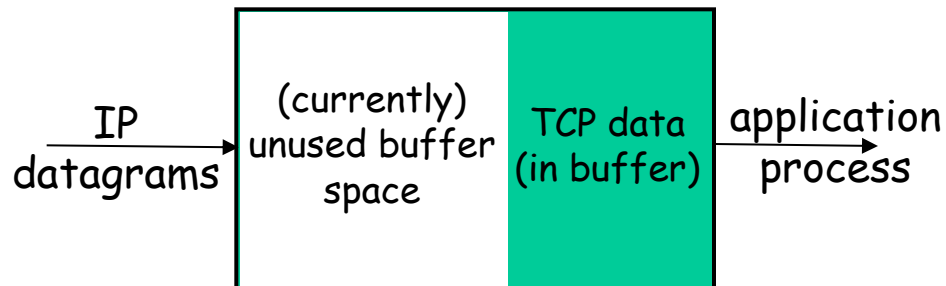 IP
datagrams
(currently)
unused buffer
space
TCP data
(in buffer)
application
process